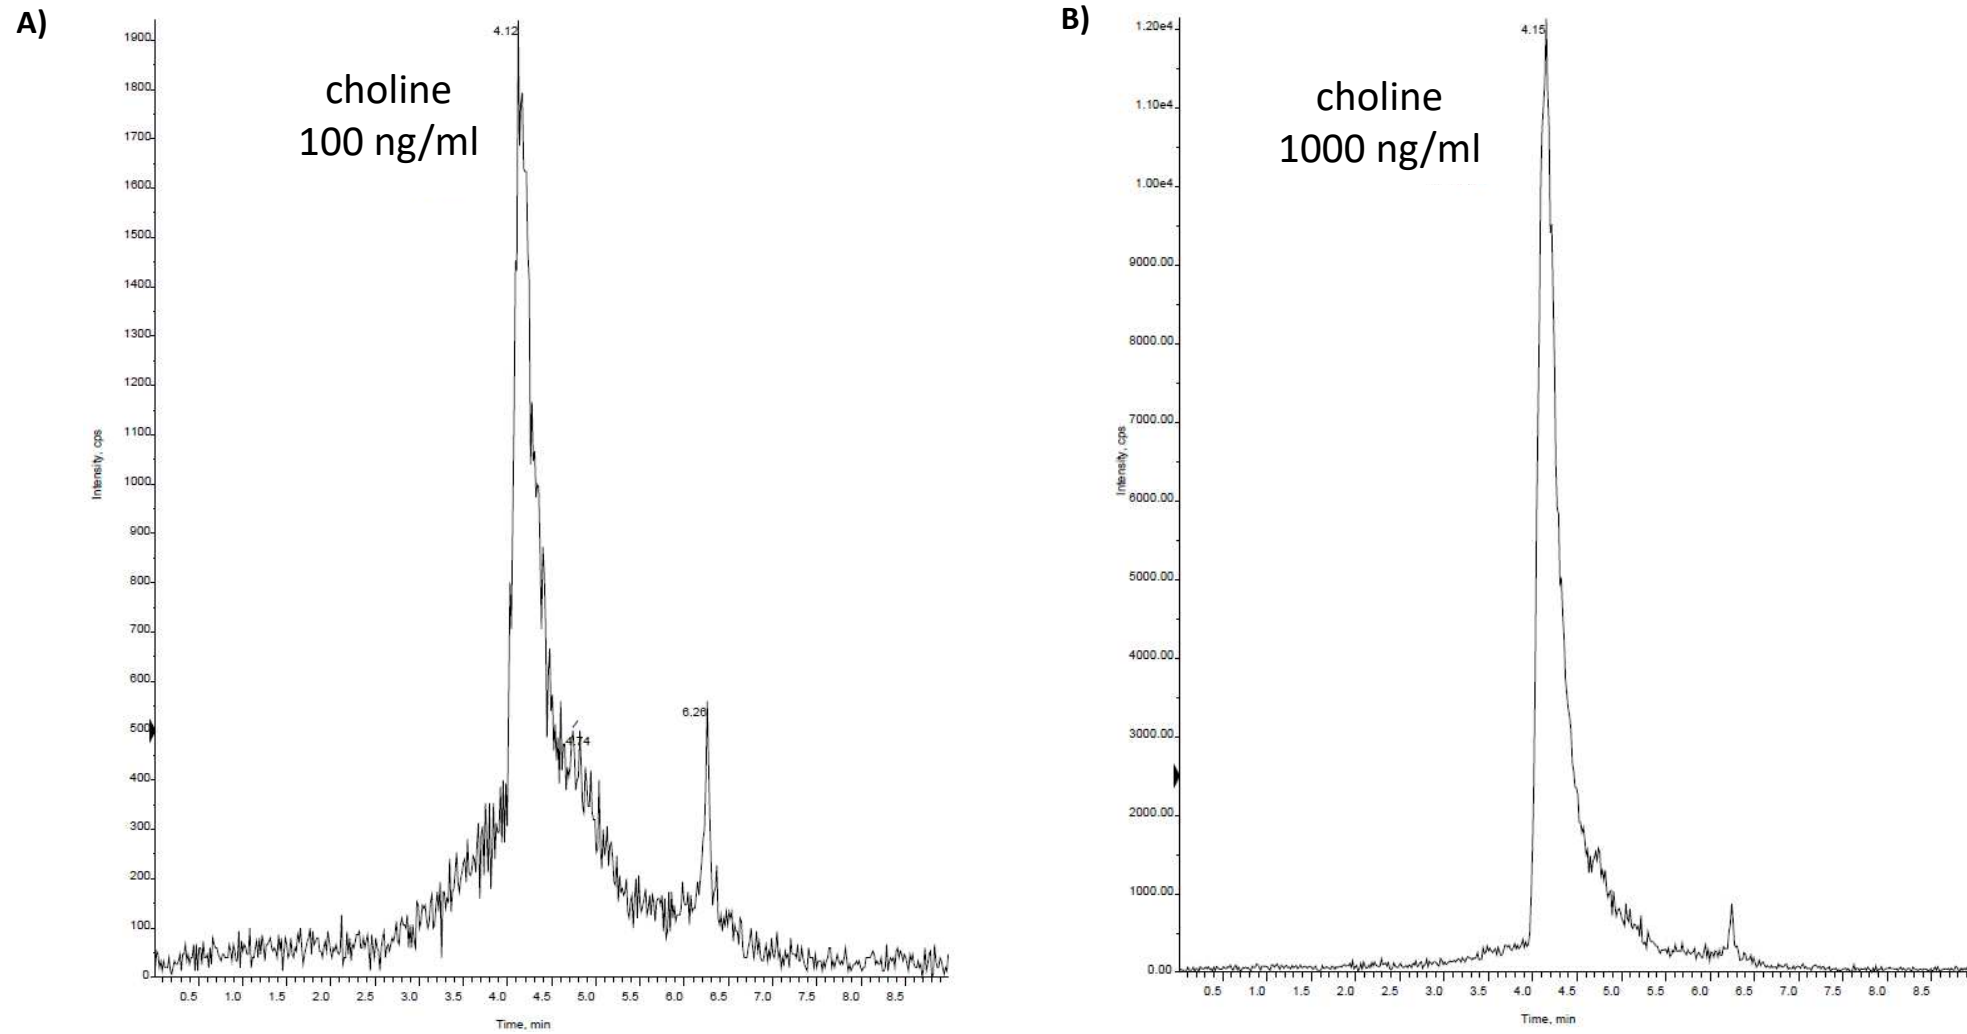 A)
4.12
choline
100 ng/ml
1900
1800
1700
1600
1500
1400
1300
1200
1100
1000
900
800
700
600
500
400
300
200
100
0
Intensity, cps
4.74
6.26
0.5 1.0 1.5 2.0 2.5 3.0 3.5 4.0 4.5 5.0 5.5 6.0 6.5 7.0 7.5 8.0 8.5
Time, min
B)
4.15
choline
1000 ng/ml
1.20e4
1.10e4
1.00e4
9000.00
8000.00
7000.00
6000.00
5000.00
4000.00
3000.00
2000.00
1000.00
0.00
Intensity, cps
0.5 1.0 1.5 2.0 2.5 3.0 3.5 4.0 4.5 5.0 5.5 6.0 6.5 7.0 7.5 8.0 8.5
Time, min